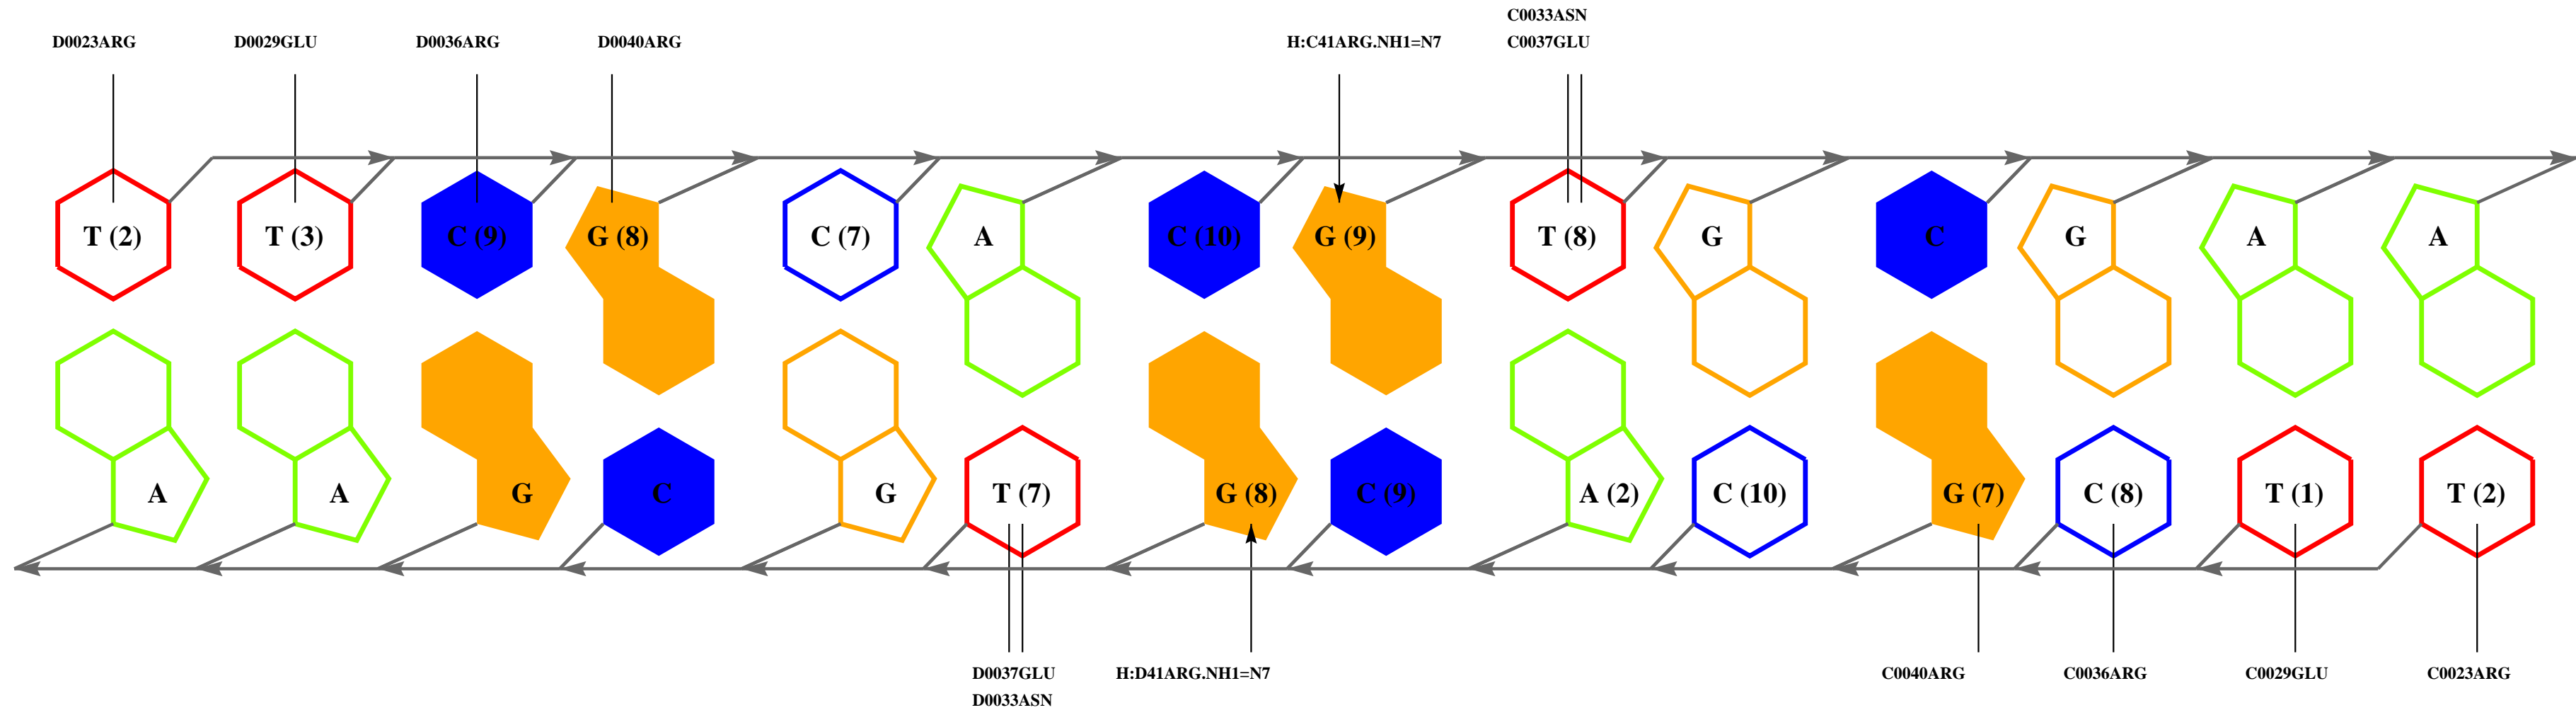 C0033ASN
D0023ARG D0029GLU D0036ARG D0040ARG H:C41ARG.NH1=N7 C0037GLU
T (2) T (3) C (9) G (8) C (7) A C (10) G (9) T (8) G C G A A
A A G C G T (7) G (8) C (9) A (2) C (10) G (7) C (8) T (1) T (2)
D0037GLU H:D41ARG.NH1=N7 C0040ARG C0036ARG C0029GLU C0023ARG
D0033ASN